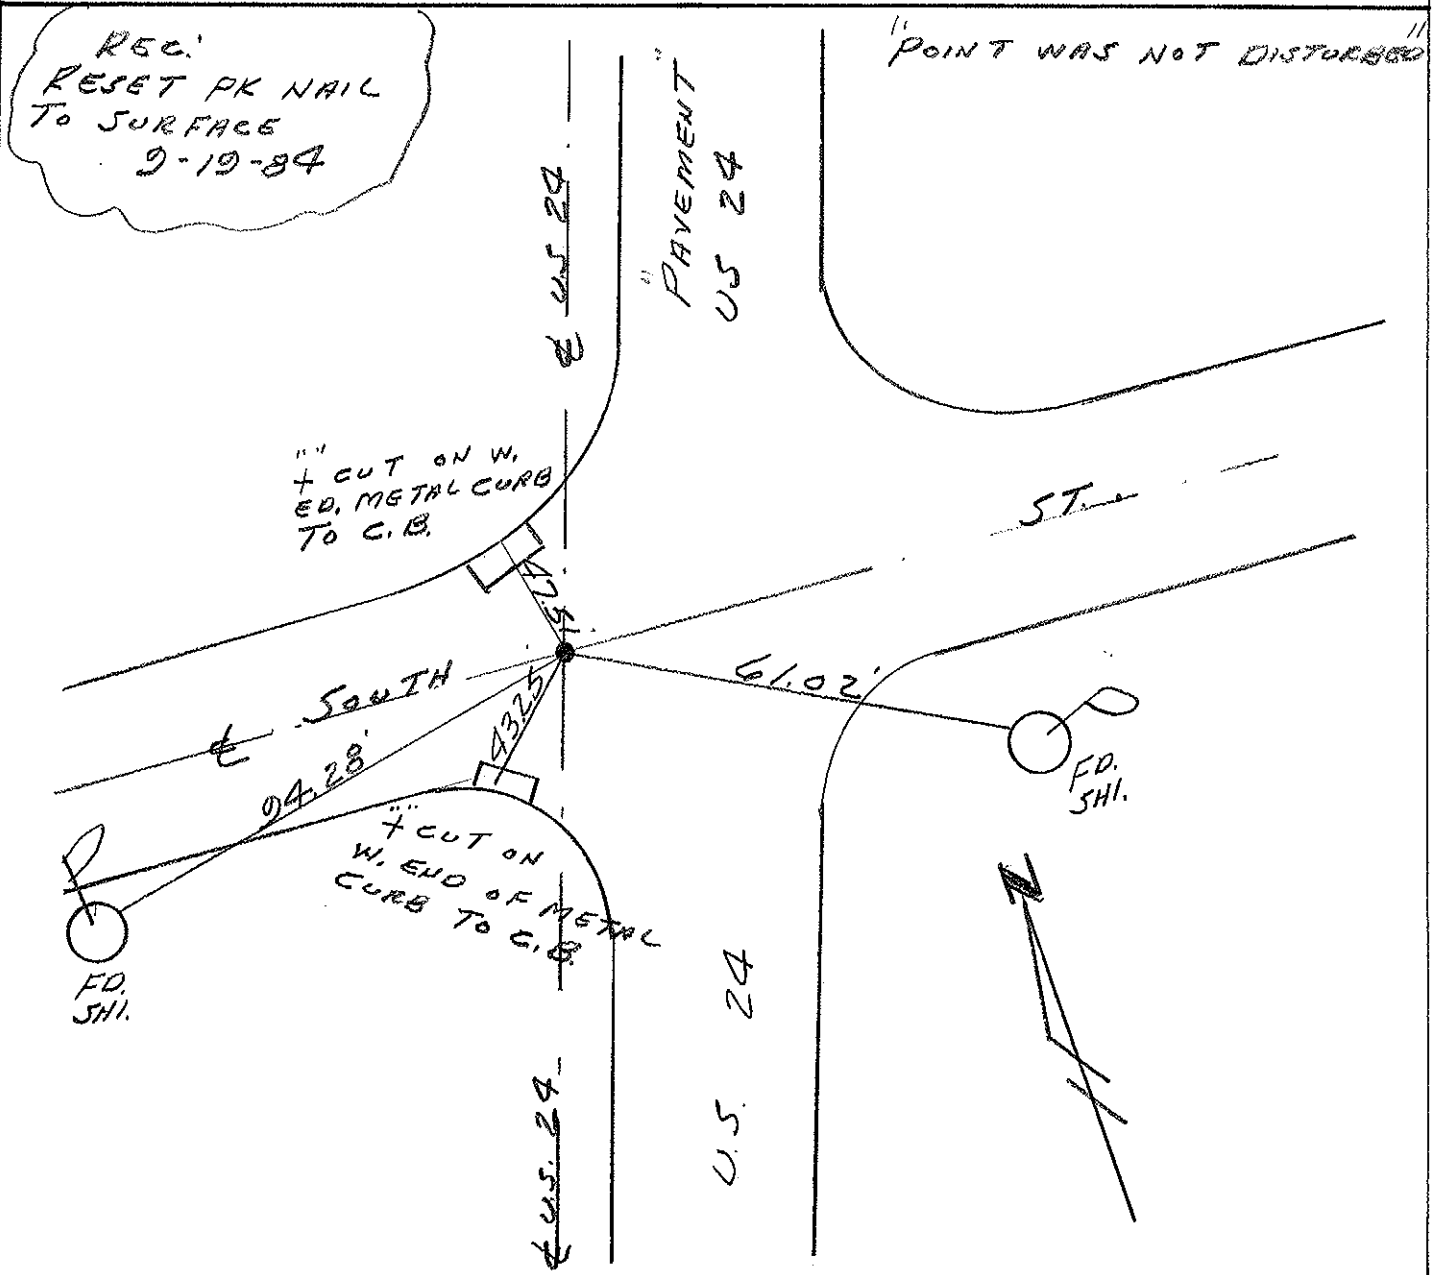 REC:
RESET PK NAIL
TO SURFACE
9-19-84
"POINT WAS NOT DISTURBED"
℄ US 24
"PAVEMENT"
US 24
"+" CUT ON W.
ED. METAL CURB
TO C.B.
ST.
61.02'
SOUTH
℄
43.25
94.28'
"+" CUT ON
W. END OF METAL
CURB TO C.B.
FD.
SHI.
FD.
SHI.
N
℄ U.S. 24
U.S. 24